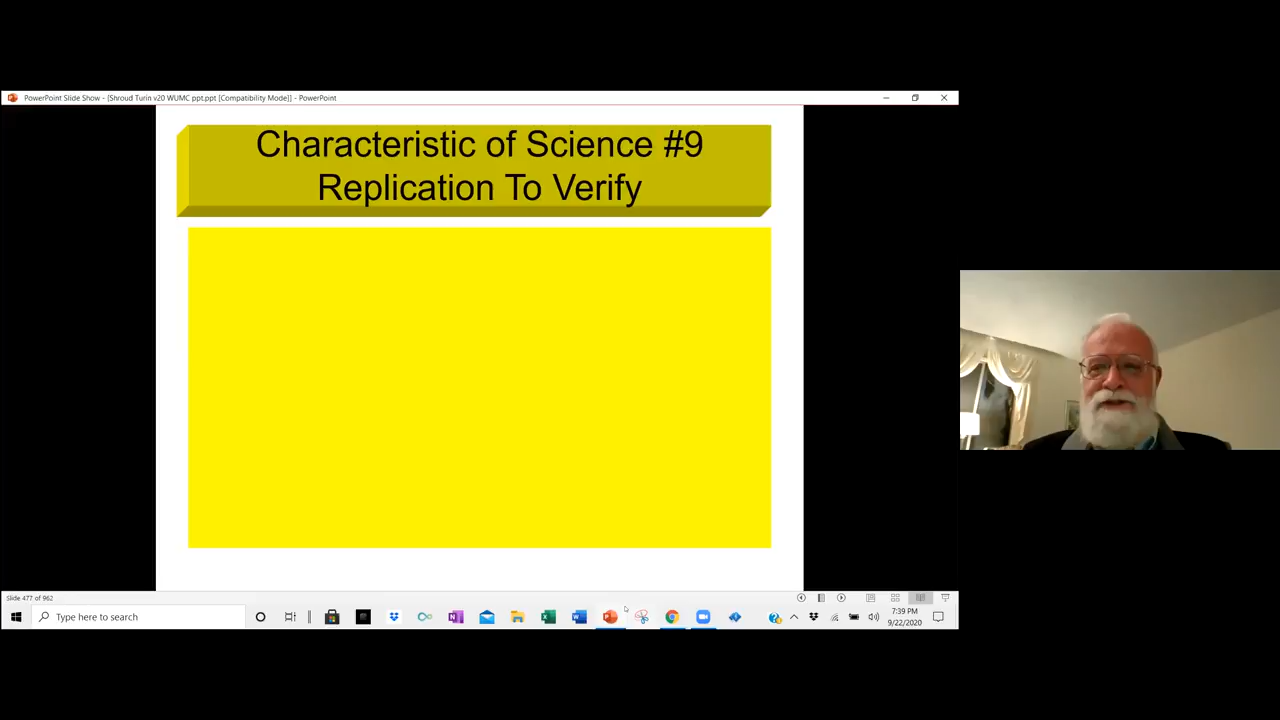 PowerPoint Slide Show - [Shroud Turin v20 WUMC ppt.ppt [Compatibility Mode]] - PowerPoint
Characteristic of Science #9
Replication To Verify
Slide 477 of 962
Type here to search
7:39 PM
9/22/2020